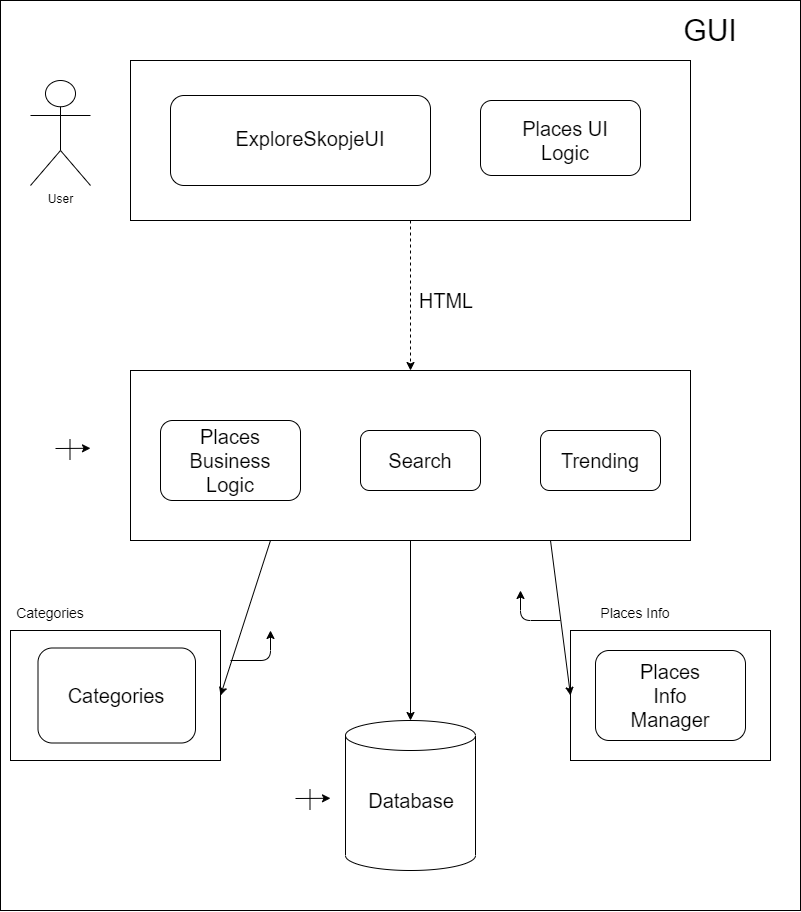 GUI
ExploreSkopjeUI
Places UI
Logic
User
HTML
Places
Business
Logic
Search
Trending
Categories
Places Info
Categories
Places
Info
Manager
Database